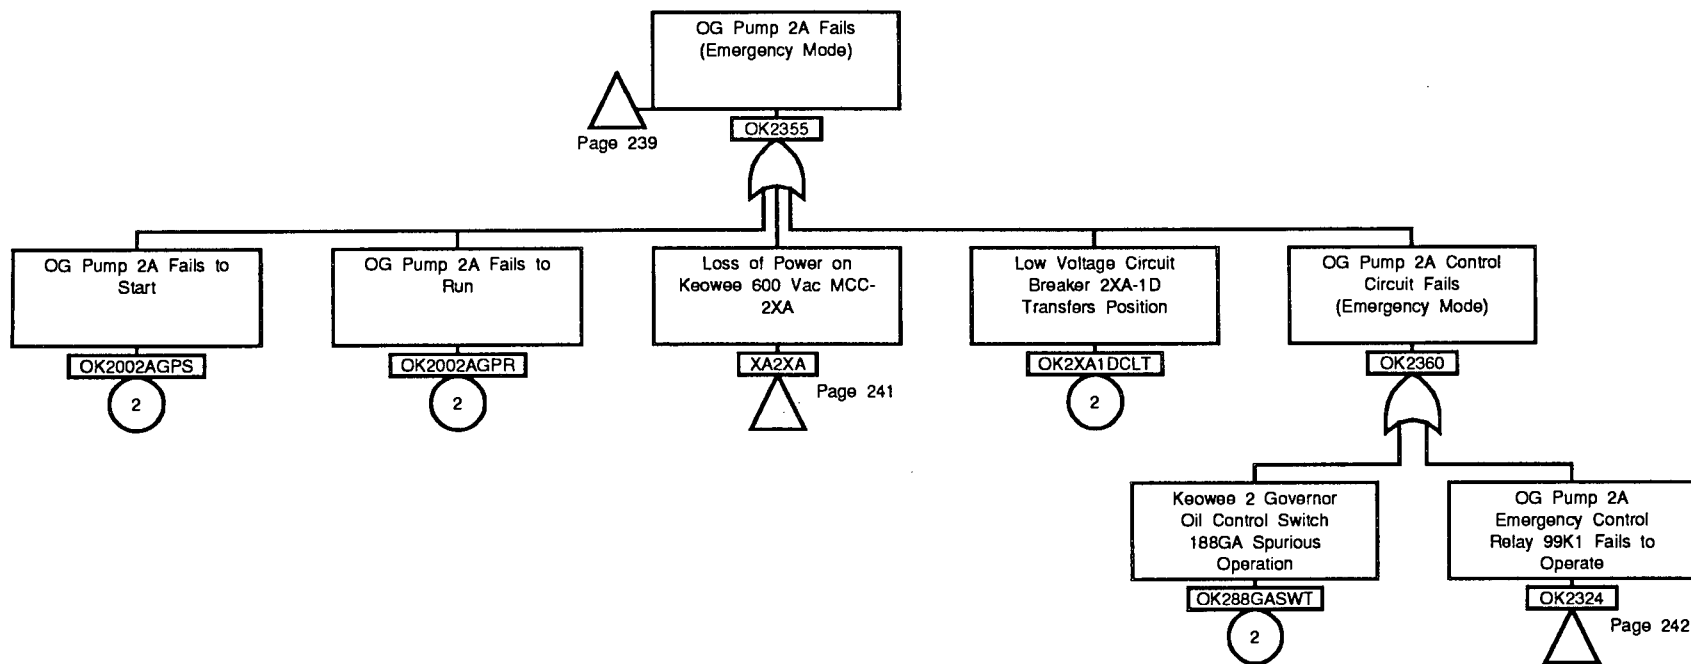 OG Pump 2A Fails
(Emergency Mode)
Page 239
OK2355
OG Pump 2A Fails to
Start
OK2002AGPS
2
OG Pump 2A Fails to
Run
OK2002AGPR
2
Loss of Power on
Keowee 600 Vac MCC-
2XA
XA2XA
Page 241
Low Voltage Circuit
Breaker 2XA-1D
Transfers Position
OK2XA1DCLT
2
OG Pump 2A Control
Circuit Fails
(Emergency Mode)
OK2360
Keowee 2 Governor
Oil Control Switch
188GA Spurious
Operation
OK288GASWT
2
OG Pump 2A
Emergency Control
Relay 99K1 Fails to
Operate
OK2324
Page 242